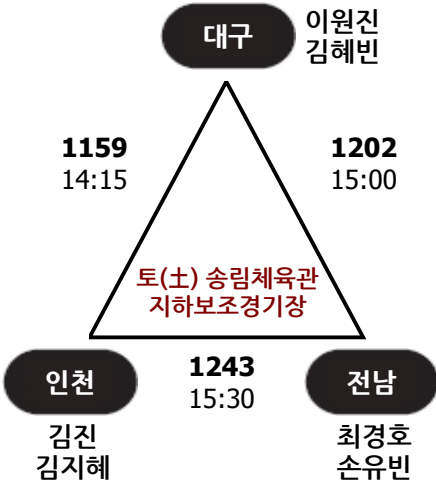 대구
이원진
김혜빈
1159
14:15
1202
15:00
토(土) 송림체육관
지하보조경기장
인천
1243
15:30
전남
김진
김지혜
최경호
손유빈